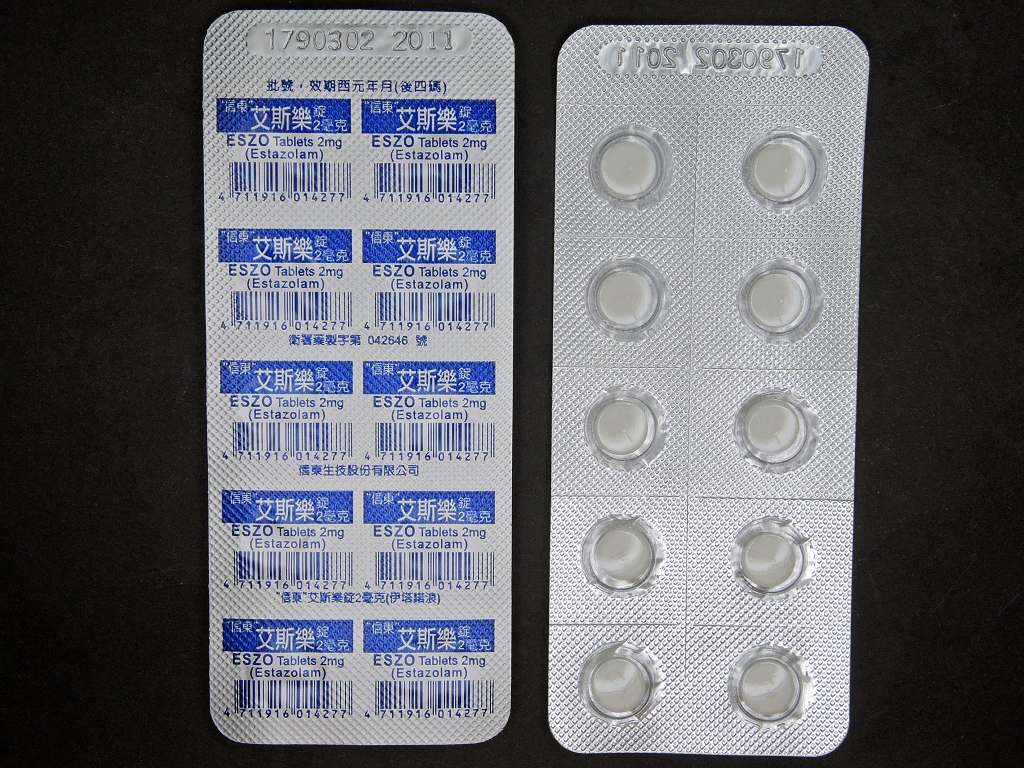 1790302 2011
批號，效期西元年月(後四碼)
"信東"艾斯樂錠2毫克 "信東"艾斯樂錠2毫克
ESZO Tablets 2mg ESZO Tablets 2mg
(Estazolam) (Estazolam)
4 711916 014277 4 711916 014277
"信東"艾斯樂錠2毫克 "信東"艾斯樂錠2毫克
ESZO Tablets 2mg ESZO Tablets 2mg
(Estazolam) (Estazolam)
4 711916 014277 4 711916 014277
衛署藥製字第 042646 號
"信東"艾斯樂錠2毫克 "信東"艾斯樂錠2毫克
ESZO Tablets 2mg ESZO Tablets 2mg
(Estazolam) (Estazolam)
4 711916 014277 4 711916 014277
信東生技股份有限公司
"信東"艾斯樂錠2毫克 "信東"艾斯樂錠2毫克
ESZO Tablets 2mg ESZO Tablets 2mg
(Estazolam) (Estazolam)
4 711916 014277 4 711916 014277
"信東"艾斯樂錠2毫克(伊塔諾浪)
"信東"艾斯樂錠2毫克 "信東"艾斯樂錠2毫克
ESZO Tablets 2mg ESZO Tablets 2mg
(Estazolam) (Estazolam)
4 711916 014277 4 711916 014277
1790302 2011